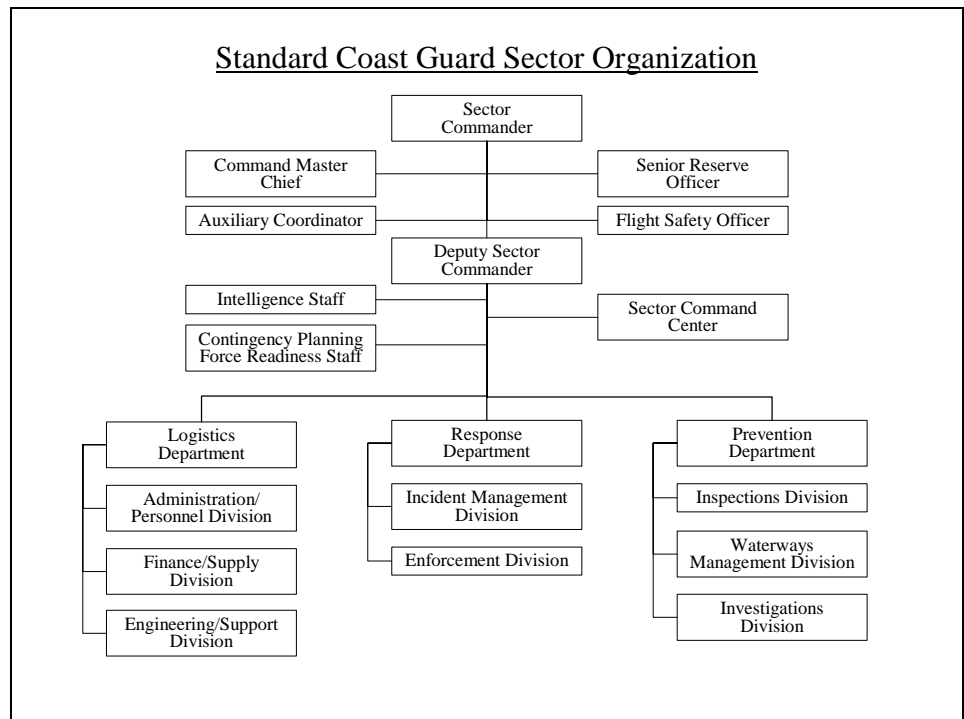 Standard Coast Guard Sector Organization
Sector
Commander
Command Master
Chief
Senior Reserve
Officer
Auxiliary Coordinator
Flight Safety Officer
Deputy Sector
Commander
Intelligence Staff
Sector Command
Center
Contingency Planning
Force Readiness Staff
Logistics
Department
Administration/
Personnel Division
Finance/Supply
Division
Engineering/Support
Division
Response
Department
Incident Management
Division
Enforcement Division
Prevention
Department
Inspections Division
Waterways
Management Division
Investigations
Division